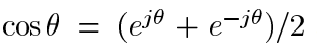 cos θ = (e^{jθ} + e^{−jθ})/2